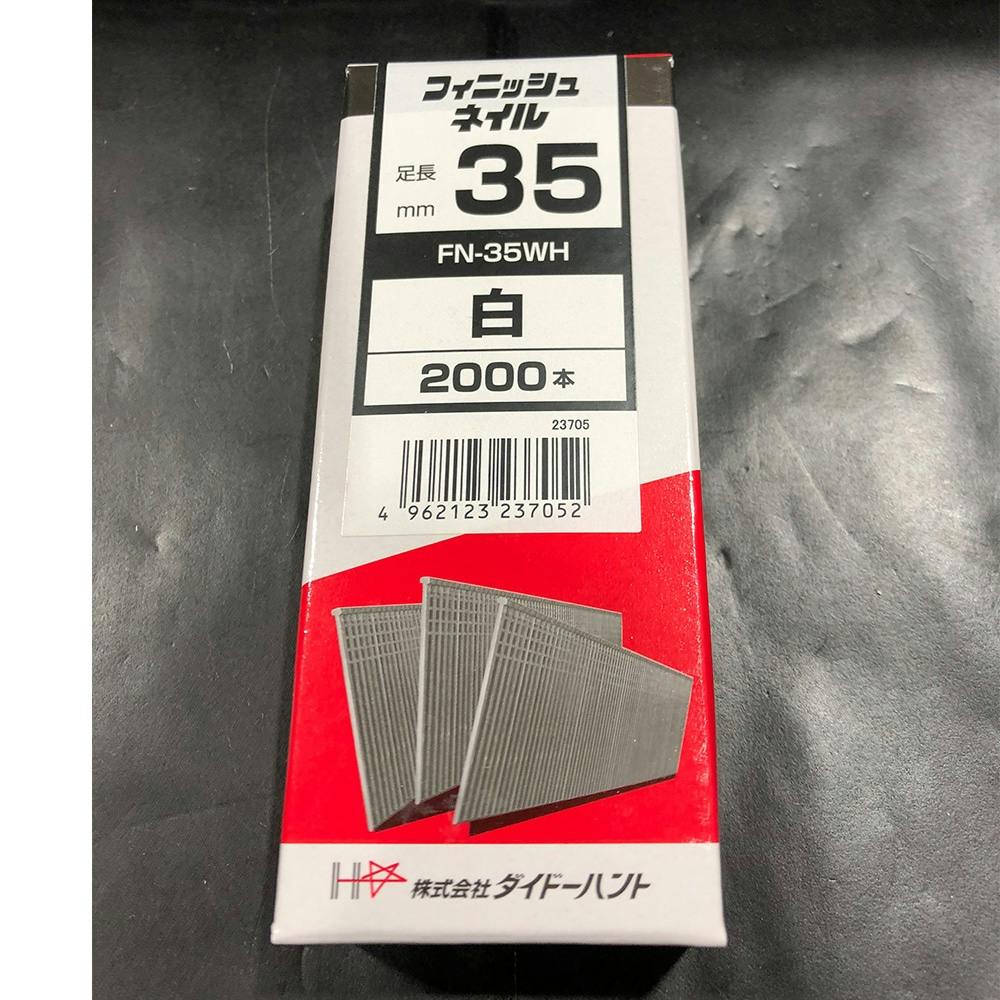 フィニッシュ
ネイル
足長
mm
35
FN-35WH
白
2000本
23705
4 962123 237052
株式会社 ダイドーハント